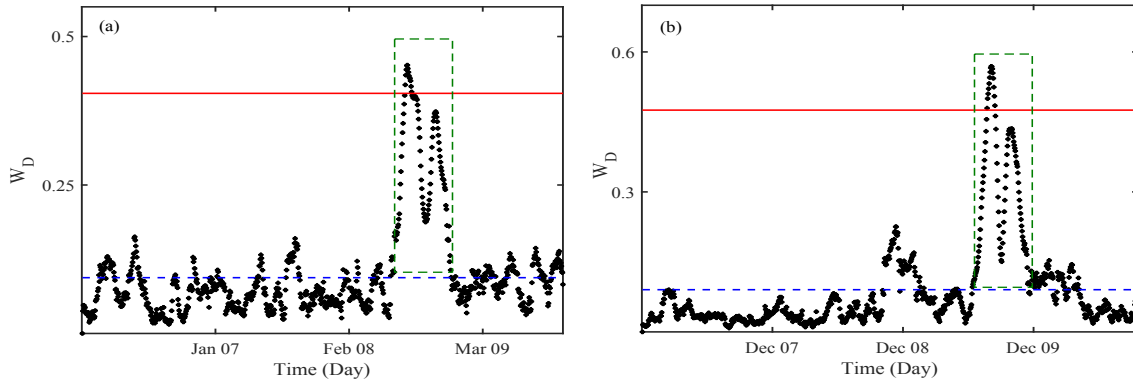 (a)
0.5
0.25
W_D
Jan 07
Feb 08
Mar 09
Time (Day)
(b)
0.6
0.3
W_D
Dec 07
Dec 08
Dec 09
Time (Day)